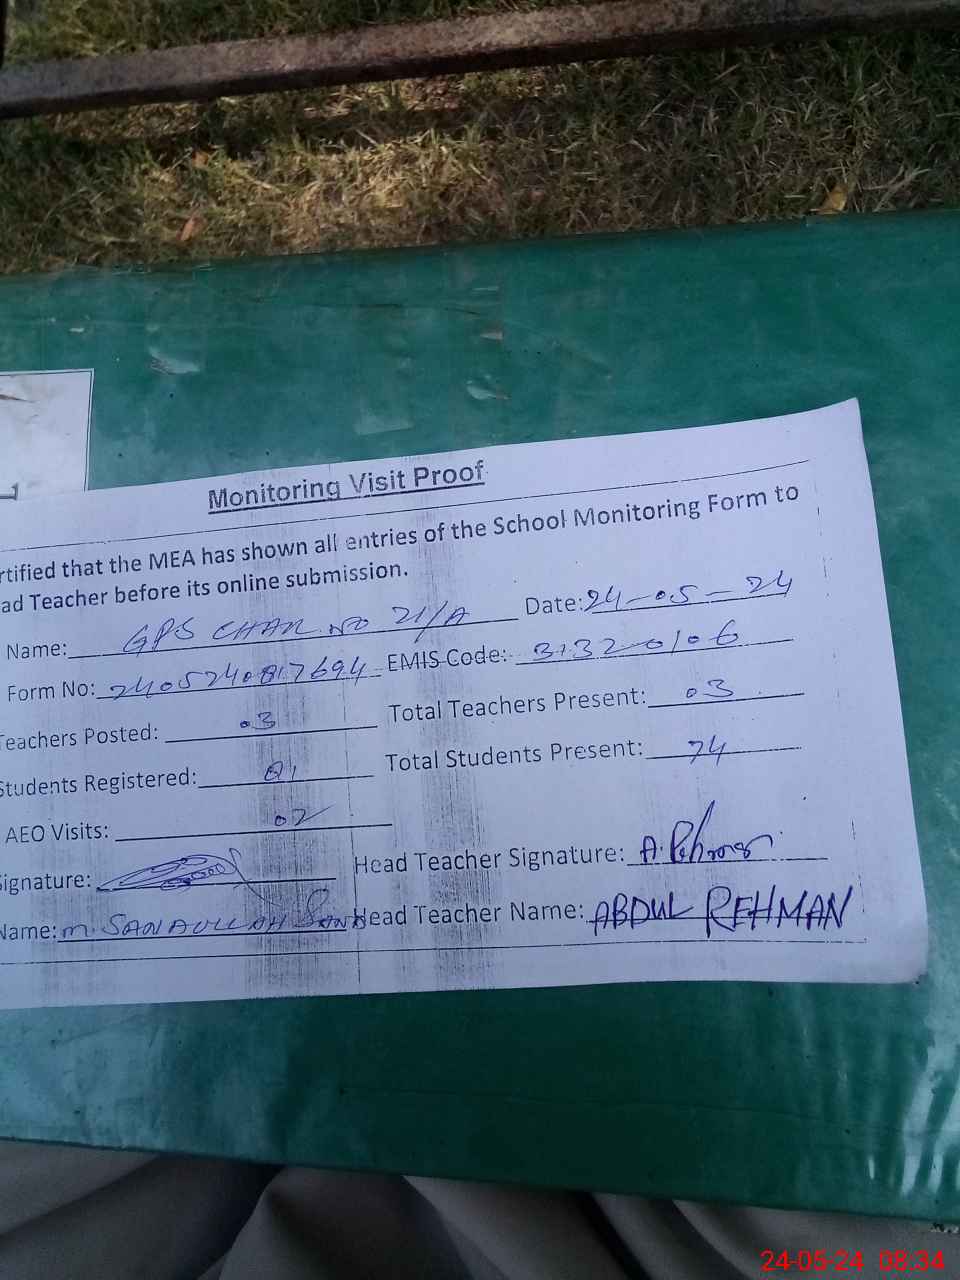 Monitoring Visit Proof
rtified that the MEA has shown all entries of the School Monitoring Form to
ad Teacher before its online submission.
Name: GPS CHAK NO 21/A Date: 24-05-24
Form No: 2405240817694 EMIS Code: 31320106
Teachers Posted: 03 Total Teachers Present: 03
Students Registered: Total Students Present: 74
AEO Visits: 02
Signature: Head Teacher Signature: A. Rehman
Name: M. SANAULLAH Head Teacher Name: ABDUL REHMAN
24-05-24 08:34